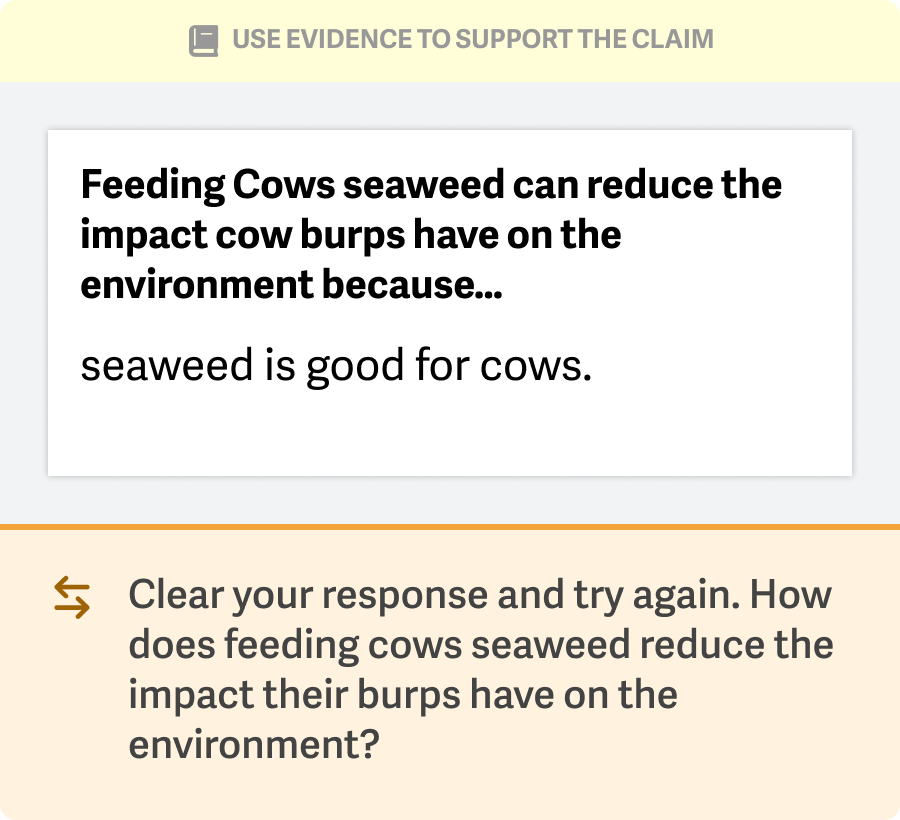 USE EVIDENCE TO SUPPORT THE CLAIM
Feeding Cows seaweed can reduce the
impact cow burps have on the
environment because...
seaweed is good for cows.
Clear your response and try again. How
does feeding cows seaweed reduce the
impact their burps have on the
environment?